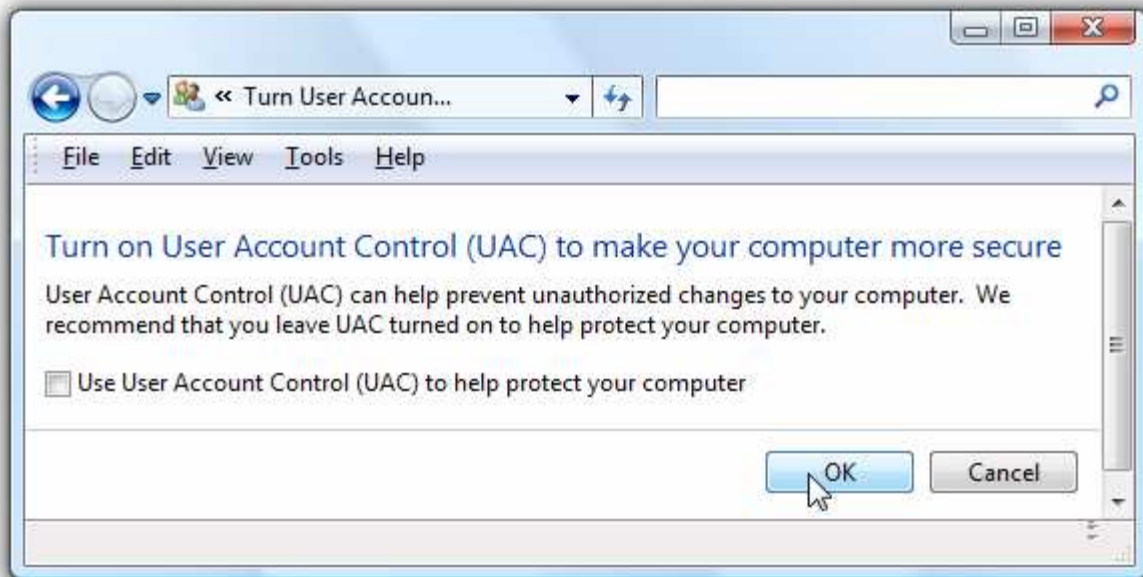 « Turn User Accoun...
File Edit View Tools Help
Turn on User Account Control (UAC) to make your computer more secure
User Account Control (UAC) can help prevent unauthorized changes to your computer.  We
recommend that you leave UAC turned on to help protect your computer.
Use User Account Control (UAC) to help protect your computer
OK Cancel